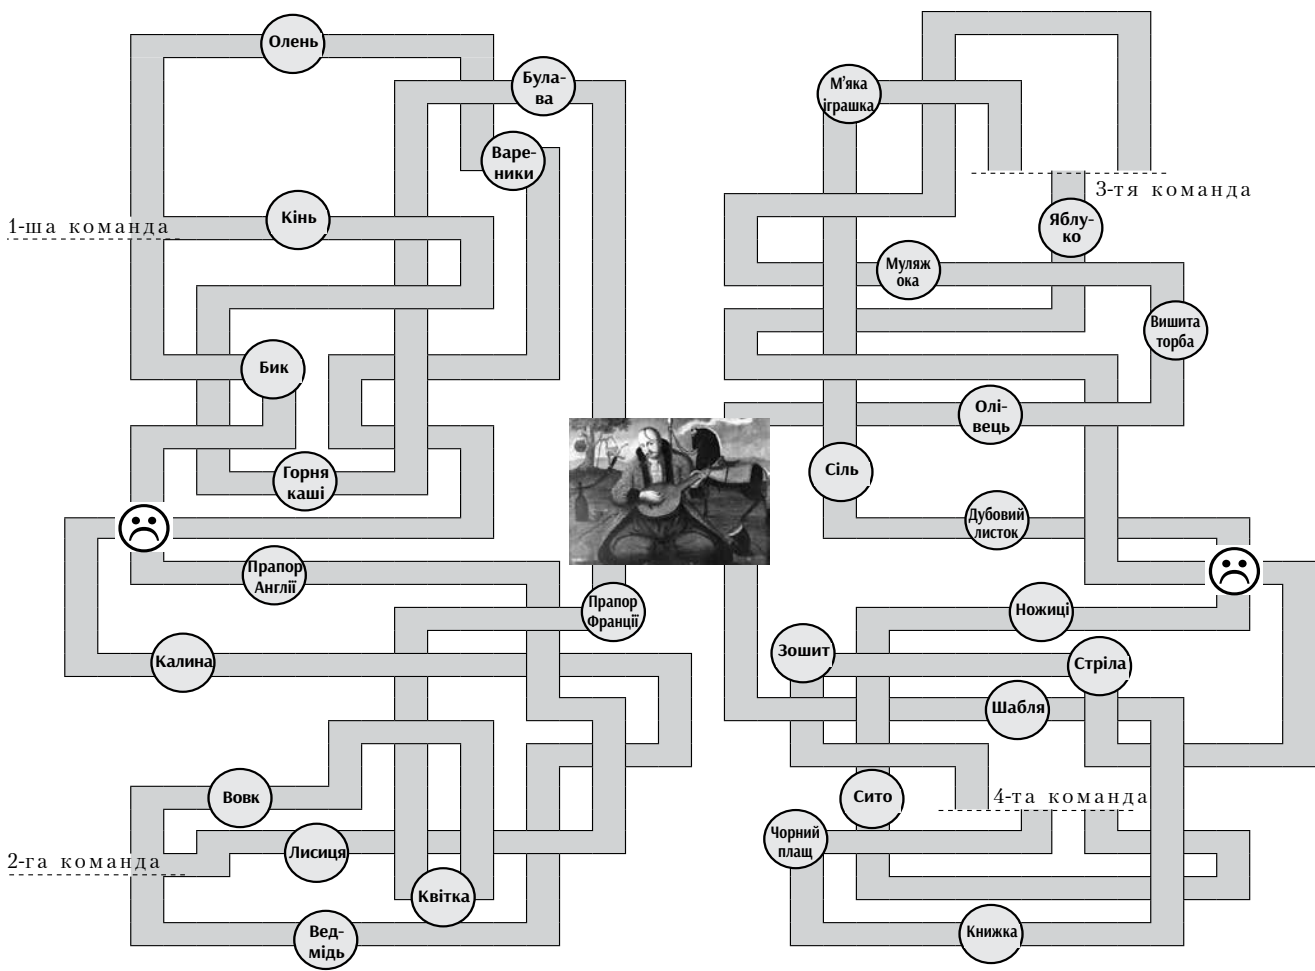 Олень
Була-
ва
М’яка
іграшка
Варе-
ники
3-тя команда
Кінь
1-ша команда
Яблу-
ко
Муляж
ока
Вишита
торба
Бик
Олі-
вець
Горня
каші
Сіль
Дубовий
листок
Прапор
Англії
Прапор
Франції
Ножиці
Зошит
Стріла
Калина
Шабля
Вовк
Сито
4-та команда
Чорний
плащ
2-га команда
Лисиця
Квітка
Вед-
мідь
Книжка